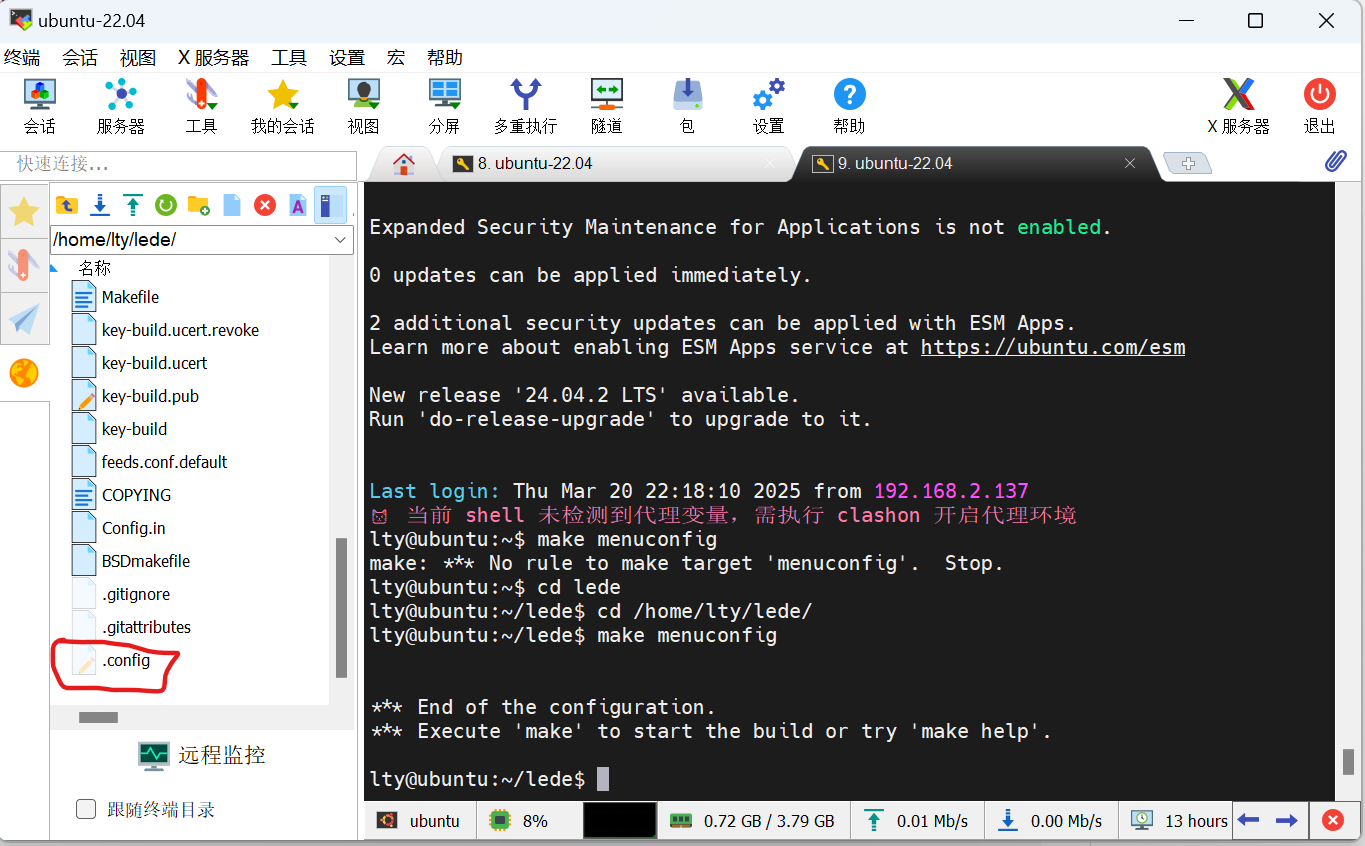 ubuntu-22.04
终端 会话 视图 X 服务器 工具 设置 宏 帮助
会话 服务器 工具 我的会话 视图 分屏 多重执行 隧道 包 设置 帮助 X 服务器 退出
快速连接...
8. ubuntu-22.04
9. ubuntu-22.04
/home/lty/lede/
名称
Makefile
key-build.ucert.revoke
key-build.ucert
key-build.pub
key-build
feeds.conf.default
COPYING
Config.in
BSDmakefile
.gitignore
.gitattributes
.config
远程监控
跟随终端目录
Expanded Security Maintenance for Applications is not enabled.
0 updates can be applied immediately.
2 additional security updates can be applied with ESM Apps.
Learn more about enabling ESM Apps service at https://ubuntu.com/esm
New release '24.04.2 LTS' available.
Run 'do-release-upgrade' to upgrade to it.
Last login: Thu Mar 20 22:18:10 2025 from 192.168.2.137
😼 当前 shell 未检测到代理变量，需执行 clashon 开启代理环境
lty@ubuntu:~$ make menuconfig
make: *** No rule to make target 'menuconfig'.  Stop.
lty@ubuntu:~$ cd lede
lty@ubuntu:~/lede$ cd /home/lty/lede/
lty@ubuntu:~/lede$ make menuconfig
*** End of the configuration.
*** Execute 'make' to start the build or try 'make help'.
lty@ubuntu:~/lede$
ubuntu 8% 0.72 GB / 3.79 GB 0.01 Mb/s 0.00 Mb/s 13 hours